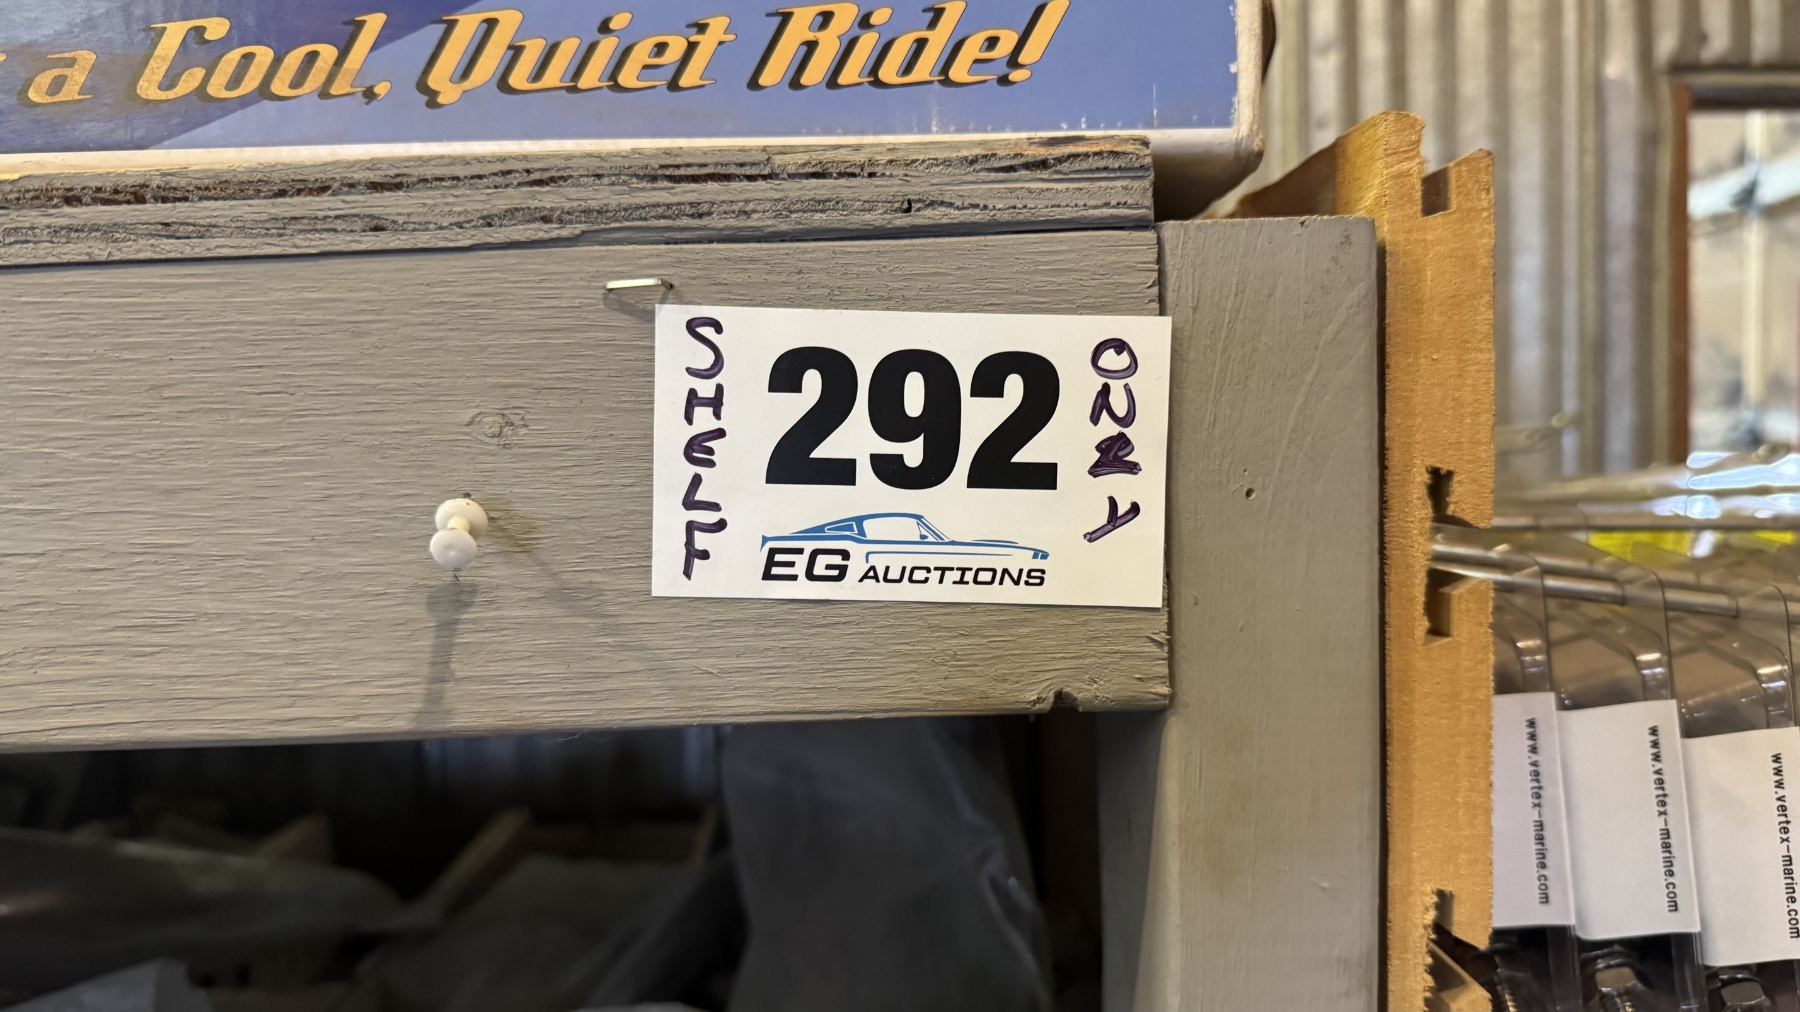 a Cool, Quiet Ride!
SHELF
292
ONLY
EG AUCTIONS
www.vertex-marine.com
www.vertex-marine.com
www.vertex-marine.com